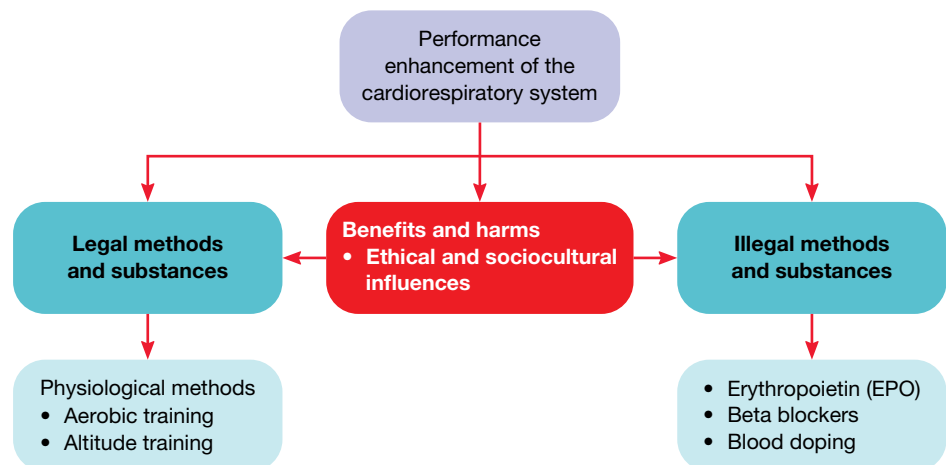 Performance
enhancement of the
cardiorespiratory system
Legal methods
and substances
Benefits and harms
• Ethical and sociocultural
influences
Illegal methods
and substances
Physiological methods
• Aerobic training
• Altitude training
• Erythropoietin (EPO)
• Beta blockers
• Blood doping